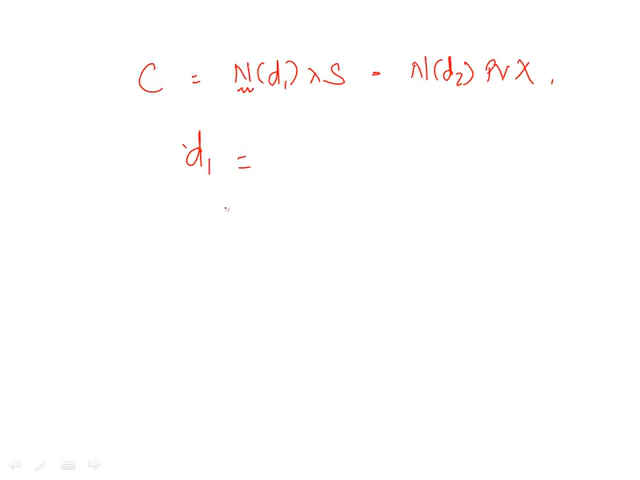 C = N(d₁) × S - N(d₂) PV X.
d₁ =